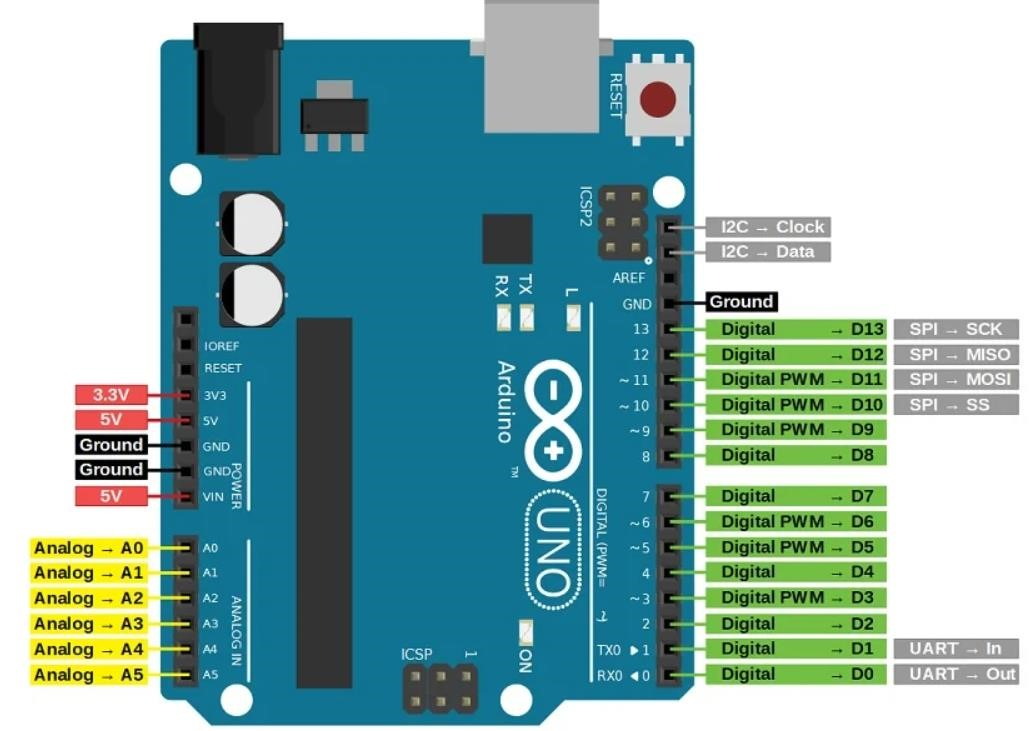 RESET
ICSP2
I2C → Clock
I2C → Data
AREF
GND
Ground
RX
TX
L
13
Digital → D13
SPI → SCK
12
Digital → D12
SPI → MISO
~ 11
Digital PWM → D11
SPI → MOSI
~ 10
Digital PWM → D10
SPI → SS
~ 9
Digital PWM → D9
8
Digital → D8
IOREF
RESET
3.3V
3V3
5V
5V
Ground
GND
Ground
GND
5V
VIN
POWER
Arduino
TM
UNO
DIGITAL (PWM= ~)
7
Digital → D7
~ 6
Digital PWM → D6
~ 5
Digital PWM → D5
4
Digital → D4
~ 3
Digital PWM → D3
2
Digital → D2
TX0 ▶ 1
Digital → D1
UART → In
RX0 ◀ 0
Digital → D0
UART → Out
Analog → A0
A0
Analog → A1
A1
Analog → A2
A2
Analog → A3
A3
Analog → A4
A4
Analog → A5
A5
ANALOG IN
ICSP
1
ON